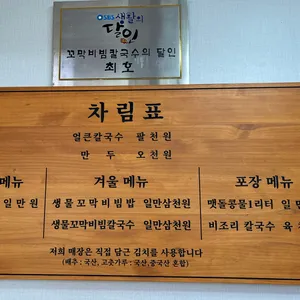 SBS 생활의
달인
꼬막비빔칼국수의 달인
최호
차림표
얼큰칼국수 팔천원
만 두 오천원
메뉴
일 만 원
겨울 메뉴
생물꼬막비빔밥 일만삼천원
생물꼬막비빔칼국수 일만삼천원
포장 메뉴
맷돌콩물1리터 일 만
비조리 칼국수 육 천
저희 매장은 직접 담근 김치를 사용합니다
(배추 : 국산, 고춧가루 : 국산,중국산 혼합)